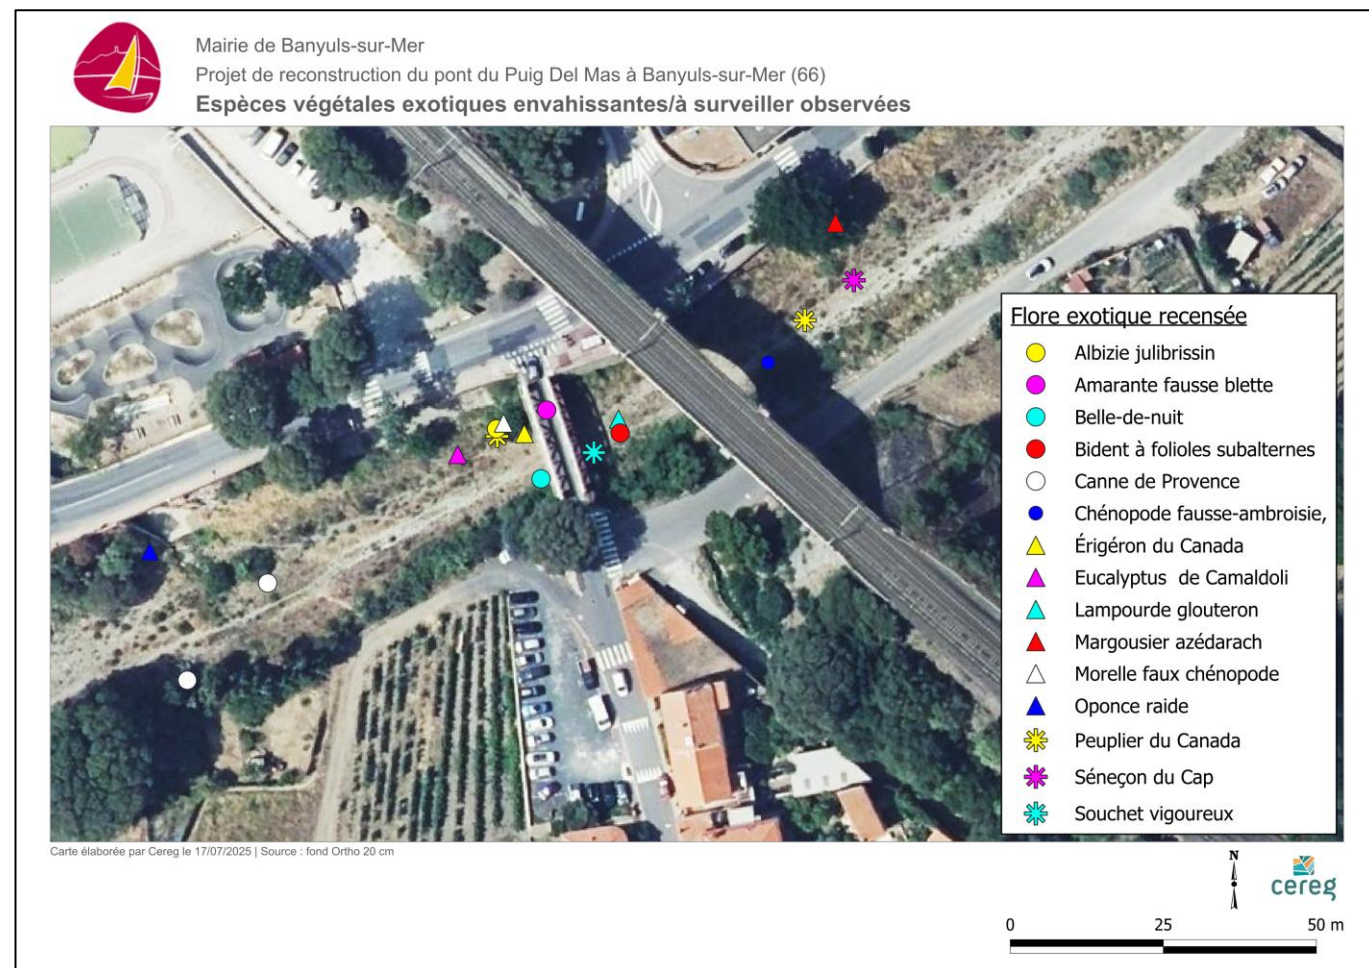 Mairie de Banyuls-sur-Mer
Projet de reconstruction du pont du Puig Del Mas à Banyuls-sur-Mer (66)
Espèces végétales exotiques envahissantes/à surveiller observées
Flore exotique recensée
Albizie julibrissin
Amarante fausse blette
Belle-de-nuit
Bident à folioles subalternes
Canne de Provence
Chénopode fausse-ambroisie,
Érigéron du Canada
Eucalyptus de Camaldoli
Lampourde glouteron
Margousier azédarach
Morelle faux chénopode
Oponce raide
Peuplier du Canada
Séneçon du Cap
Souchet vigoureux
Carte élaborée par Cereg le 17/07/2025 | Source : fond Ortho 20 cm
N
cereg
0 25 50 m